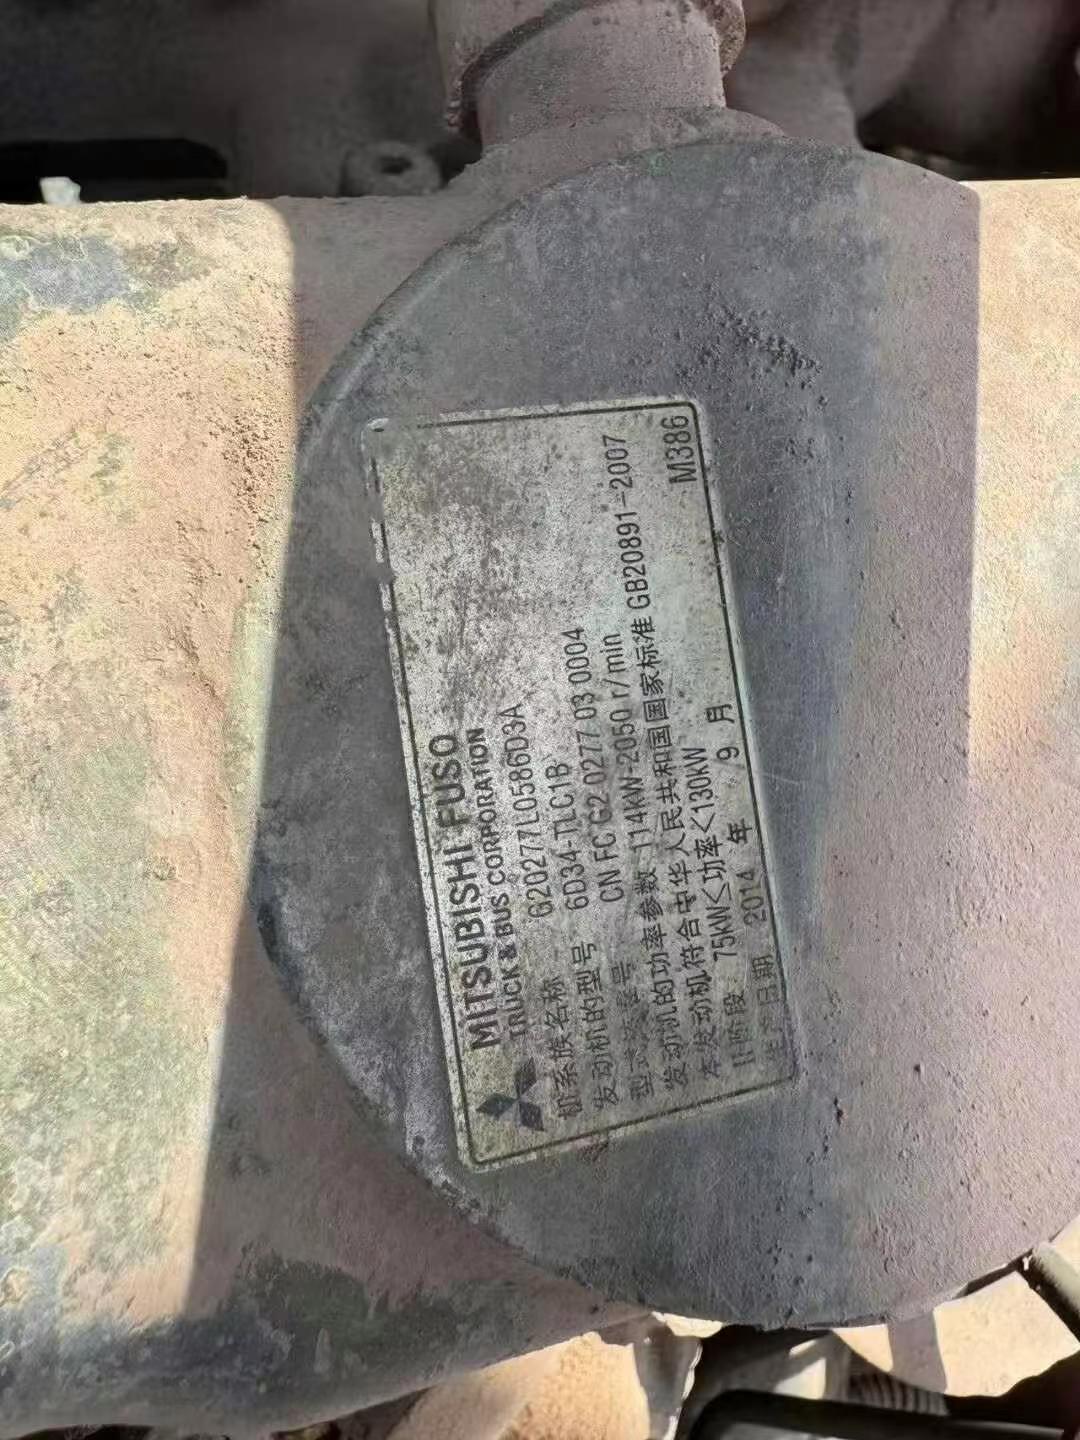 MITSUBISHI FUSO
TRUCK & BUS CORPORATION
机系族名称 G20277L0586D3A
发动机的型号 6D34-TLC1B
型式核准号 CN FC G2 0277 03 0004
发动机的功率参数 114kW-2050 r/min
本发动机符合中华人民共和国国家标准 GB20891-2007
II阶段: 75kW≤功率<130kW
生产日期 2014 年 9 月 M386